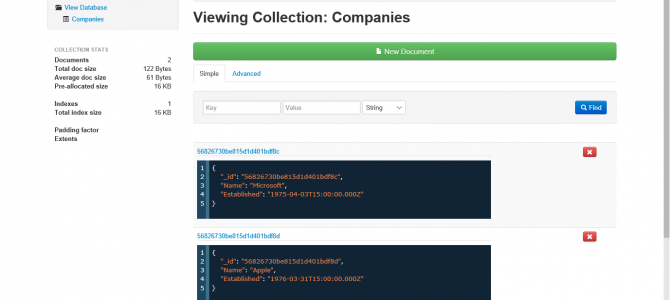 View Database
Companies
COLLECTION STATS
Documents 2
Total doc size 122 Bytes
Average doc size 61 Bytes
Pre-allocated size 16 KB
Indexes 1
Total index size 16 KB
Padding factor
Extents
Viewing Collection: Companies
New Document
Simple Advanced
Key Value String Find
56826730be815d1d401bdf8c
1 {
2 "_id": "56826730be815d1d401bdf8c",
3 "Name": "Microsoft",
4 "Established": "1975-04-03T15:00:00.000Z"
5 }
56826730be815d1d401bdf8d
1 {
2 "_id": "56826730be815d1d401bdf8d",
3 "Name": "Apple",
4 "Established": "1976-03-31T15:00:00.000Z"
5 }